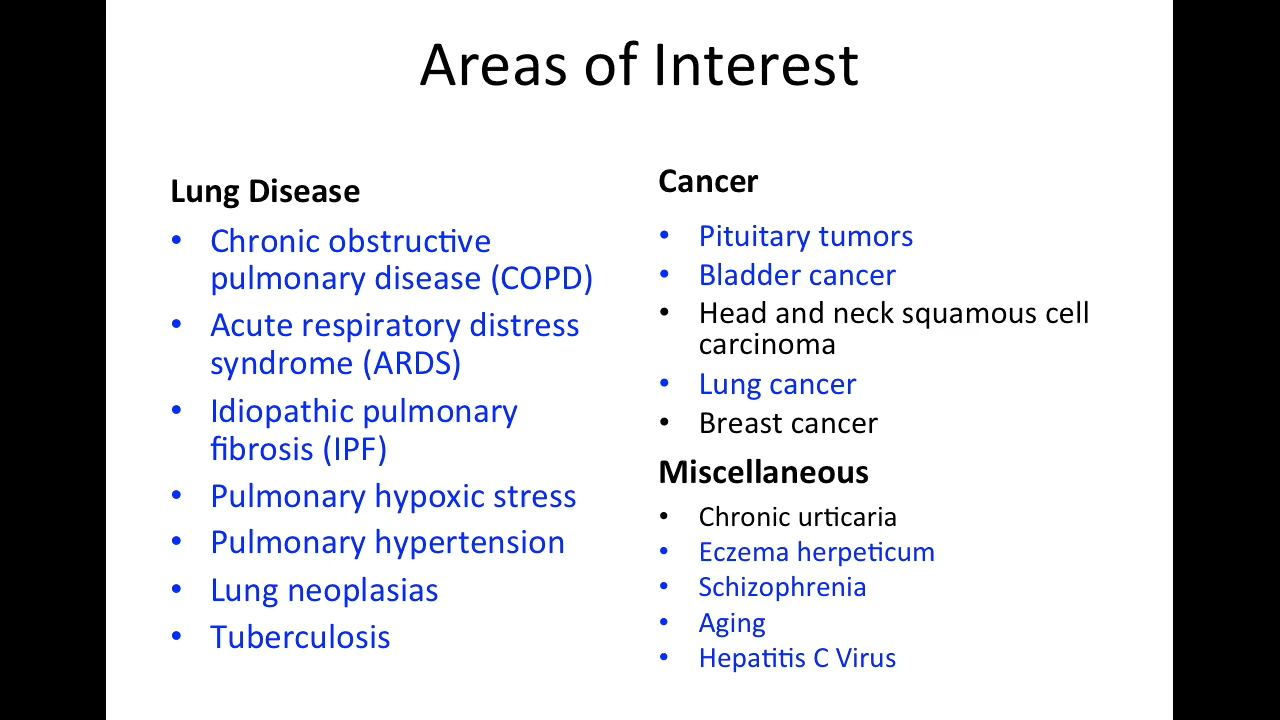 Areas of Interest
Lung Disease
• Chronic obstructive
pulmonary disease (COPD)
• Acute respiratory distress
syndrome (ARDS)
• Idiopathic pulmonary
fibrosis (IPF)
• Pulmonary hypoxic stress
• Pulmonary hypertension
• Lung neoplasias
• Tuberculosis
Cancer
• Pituitary tumors
• Bladder cancer
• Head and neck squamous cell
carcinoma
• Lung cancer
• Breast cancer
Miscellaneous
• Chronic urticaria
• Eczema herpeticum
• Schizophrenia
• Aging
• Hepatitis C Virus